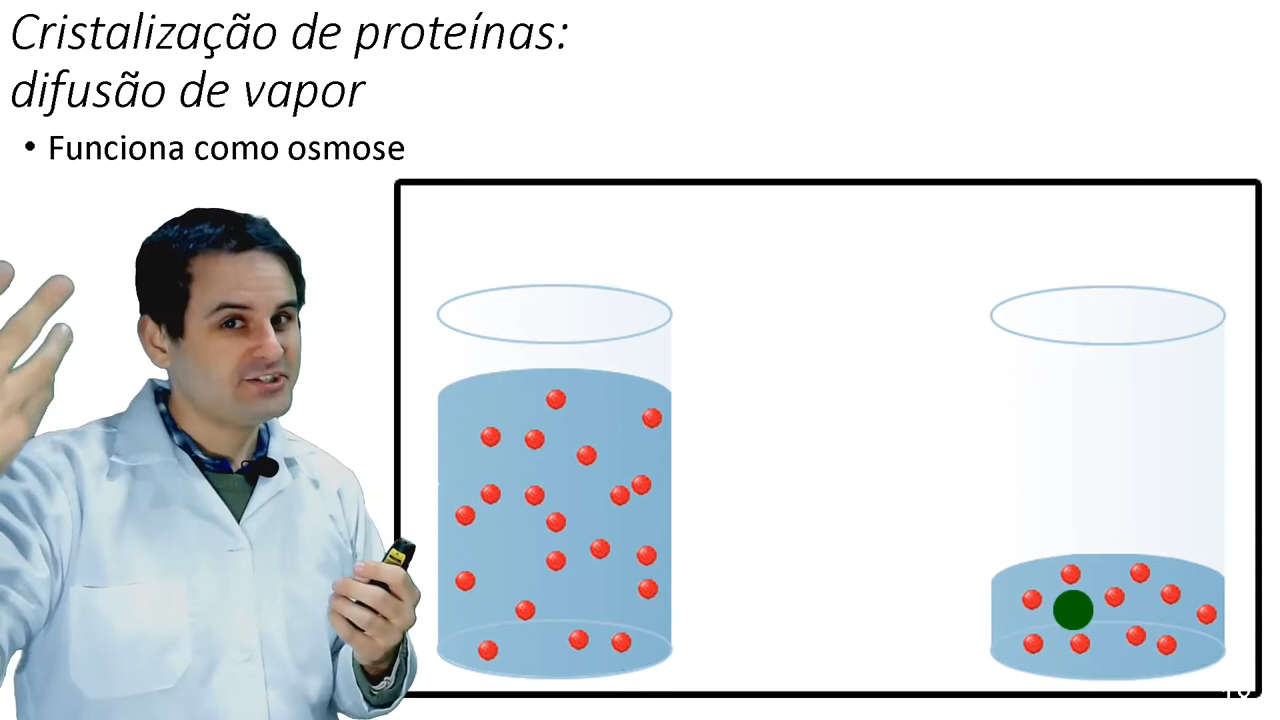 Cristalização de proteínas:
difusão de vapor
• Funciona como osmose